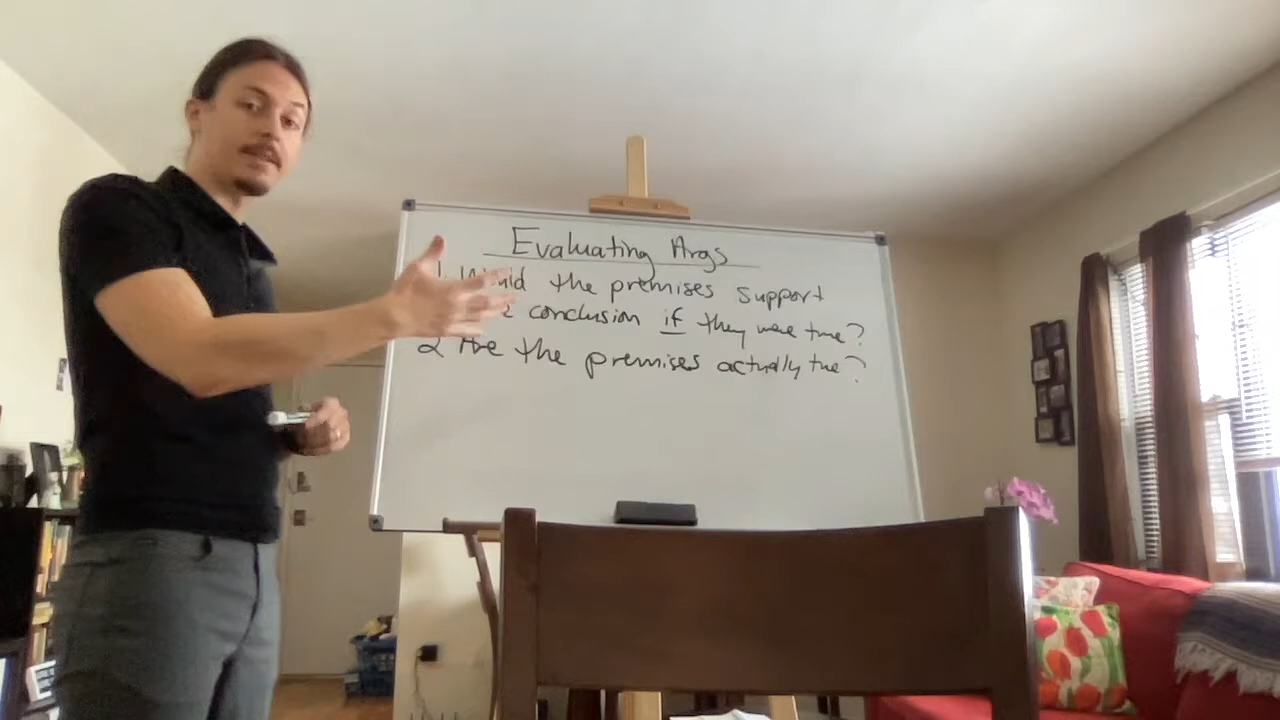 Evaluating Args
1 Would the premises support
conclusion if they were true?
2 Are the premises actually true?